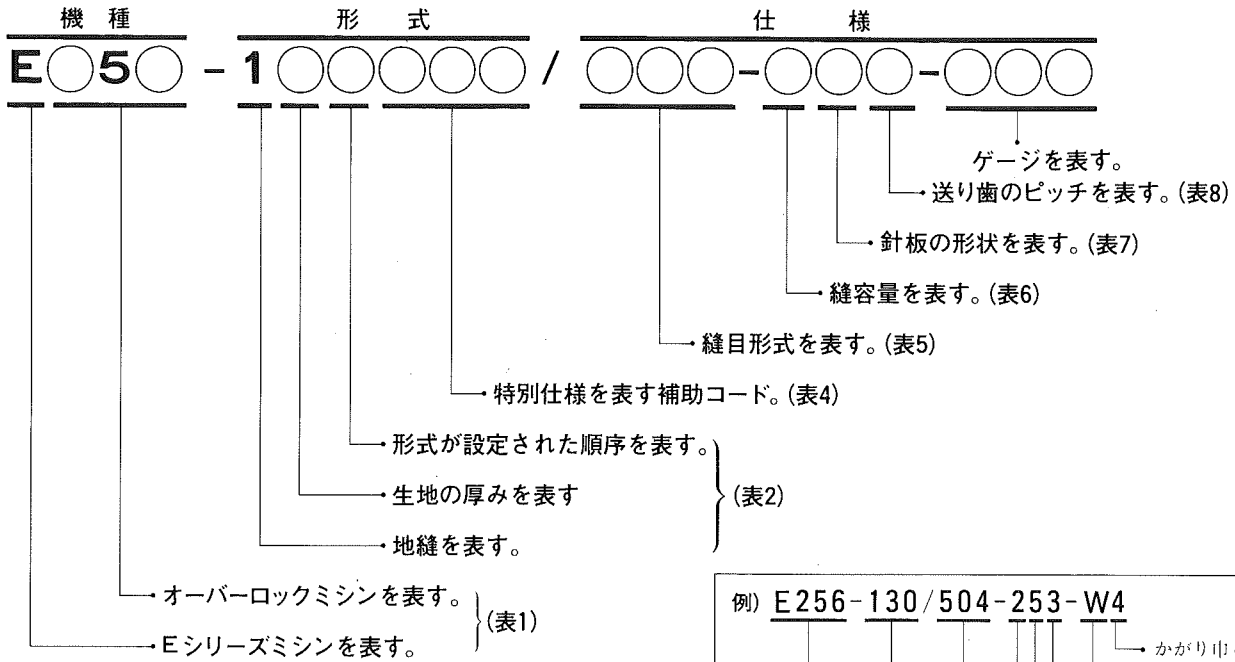 機種 形式 仕様
E○5○-1○○○○○/○○○-○○○-○○○
ゲージを表す。
送り歯のピッチを表す。(表8)
針板の形状を表す。(表7)
縫容量を表す。(表6)
縫目形式を表す。(表5)
特別仕様を表す補助コード。(表4)
形式が設定された順序を表す。
生地の厚みを表す
(表2)
地縫を表す。
オーバーロックミシンを表す。
(表1)
Eシリーズミシンを表す。
例) E256-130/504-253-W4
かがり巾